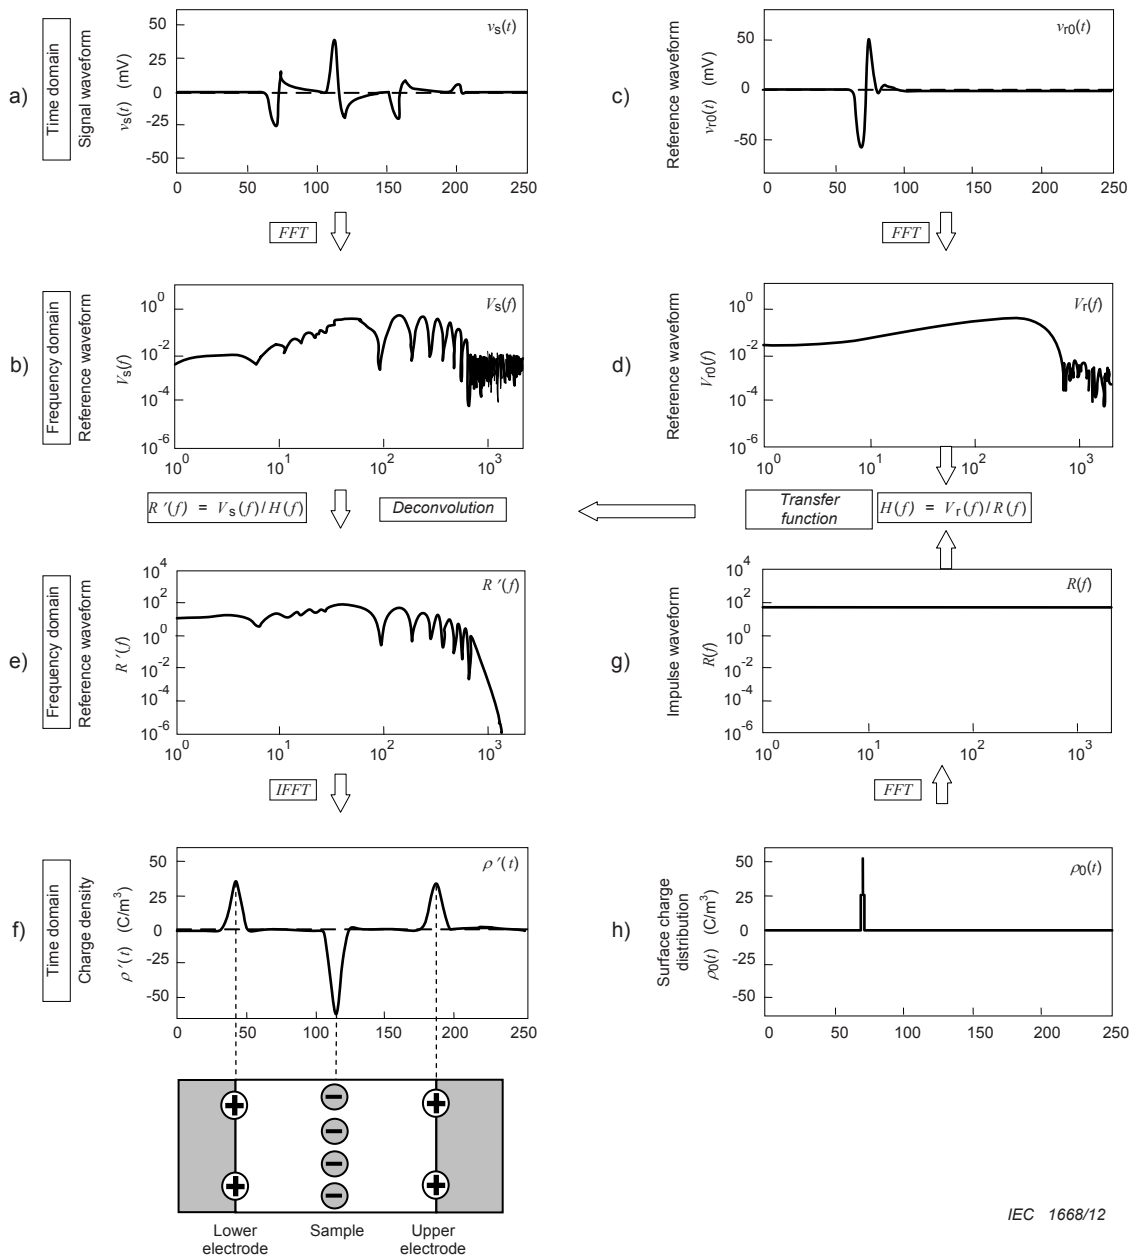 a)
Time domain
Signal waveform
vs(t) (mV)
50
25
0
-25
-50
vs(t)
0 50 100 150 200 250
c)
Reference waveform
vr0(t) (mV)
50
0
-50
vr0(t)
0 50 100 150 200 250
FFT
FFT
b)
Frequency domain
Reference waveform
Vs(f)
10^0
10^-2
10^-4
10^-6
Vs(f)
10^0 10^1 10^2 10^3
d)
Reference waveform
Vr0(f)
10^0
10^-2
10^-4
10^-6
Vr(f)
10^0 10^1 10^2 10^3
R'(f) = Vs(f)/H(f)
Deconvolution
Transfer
function
H(f) = Vr(f)/R(f)
e)
Frequency domain
Reference waveform
R'(f)
10^4
10^2
10^0
10^-2
10^-4
10^-6
R'(f)
10^0 10^1 10^2 10^3
g)
Impulse waveform
R(f)
10^4
10^2
10^0
10^-2
10^-4
10^-6
R(f)
10^0 10^1 10^2 10^3
IFFT
FFT
f)
Time domain
Charge density
ρ'(t) (C/m³)
50
25
0
-25
-50
ρ'(t)
0 50 100 150 200 250
h)
Surface charge
distribution
ρ0(t) (C/m³)
50
25
0
-25
-50
ρ0(t)
0 50 100 150 200 250
+ − +
−
−
+ − +
Lower
electrode
Sample
Upper
electrode
IEC 1668/12